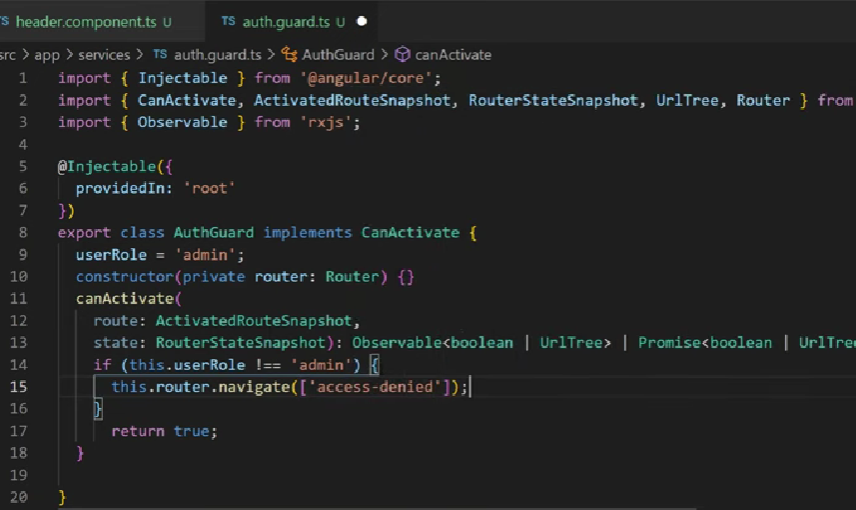 TS header.component.ts U
TS auth.guard.ts U
src > app > services > TS auth.guard.ts > AuthGuard > canActivate
1 import { Injectable } from '@angular/core';
2 import { CanActivate, ActivatedRouteSnapshot, RouterStateSnapshot, UrlTree, Router } from
3 import { Observable } from 'rxjs';
4
5 @Injectable({
6 providedIn: 'root'
7 })
8 export class AuthGuard implements CanActivate {
9 userRole = 'admin';
10 constructor(private router: Router) {}
11 canActivate(
12 route: ActivatedRouteSnapshot,
13 state: RouterStateSnapshot): Observable<boolean | UrlTree> | Promise<boolean | UrlTree
14 if (this.userRole !== 'admin') {
15 this.router.navigate(['access-denied']);
16 }
17 return true;
18 }
19
20 }